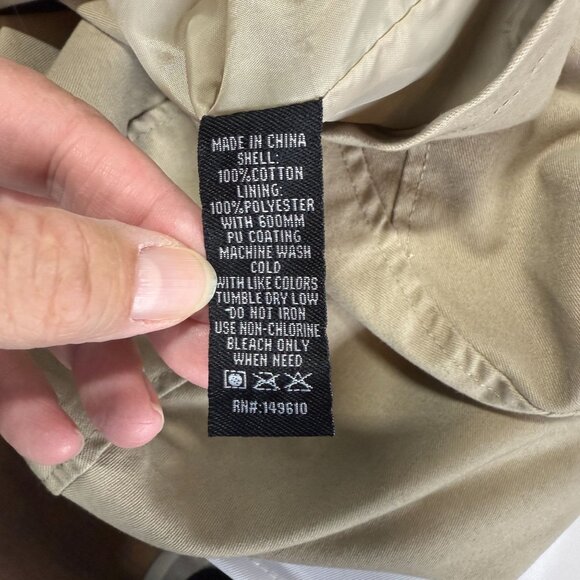 MADE IN CHINA
SHELL:
100%COTTON
LINING:
100%POLYESTER
WITH 600MM
PU COATING
MACHINE WASH
COLD
WITH LIKE COLORS
TUMBLE DRY LOW
DO NOT IRON
USE NON-CHLORINE
BLEACH ONLY
WHEN NEED
RN#:149610